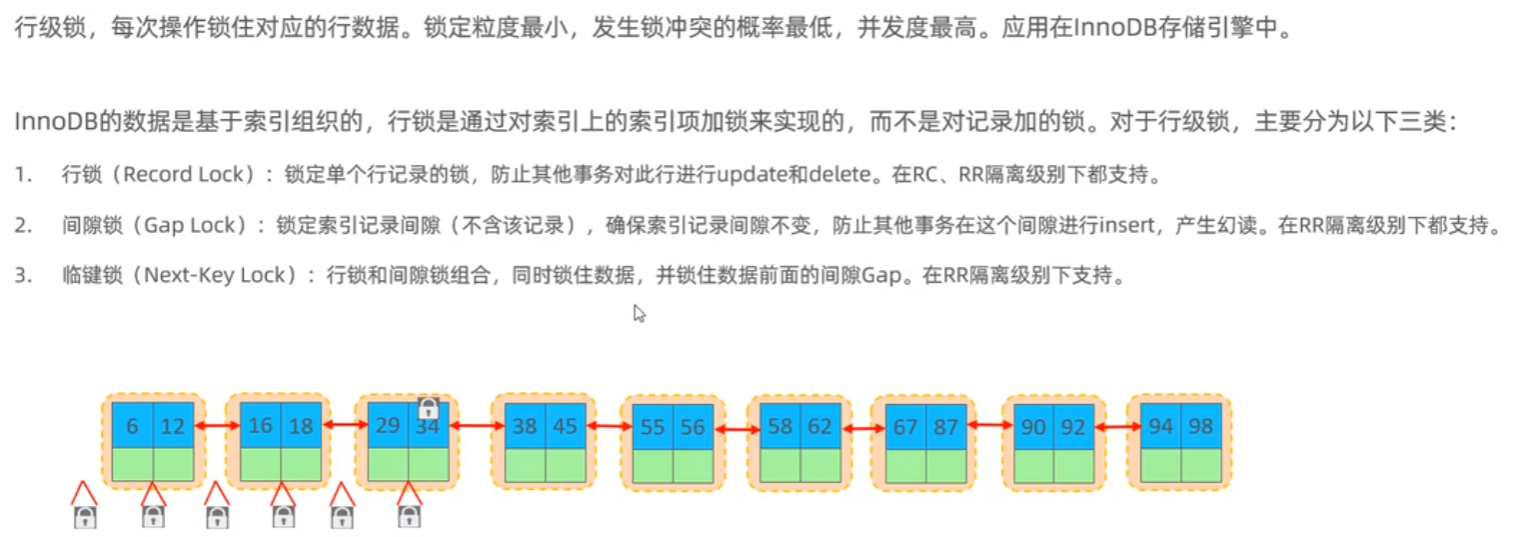 行级锁，每次操作锁住对应的行数据。锁定粒度最小，发生锁冲突的概率最低，并发度最高。应用在InnoDB存储引擎中。
InnoDB的数据是基于索引组织的，行锁是通过对索引上的索引项加锁来实现的，而不是对记录加的锁。对于行级锁，主要分为以下三类：
1. 行锁（Record Lock）：锁定单个行记录的锁，防止其他事务对此行进行update和delete。在RC、RR隔离级别下都支持。
2. 间隙锁（Gap Lock）：锁定索引记录间隙（不含该记录），确保索引记录间隙不变，防止其他事务在这个间隙进行insert，产生幻读。在RR隔离级别下都支持。
3. 临键锁（Next-Key Lock）：行锁和间隙锁组合，同时锁住数据，并锁住数据前面的间隙Gap。在RR隔离级别下支持。
6 12 16 18 29 34 38 45 55 56 58 62 67 87 90 92 94 98